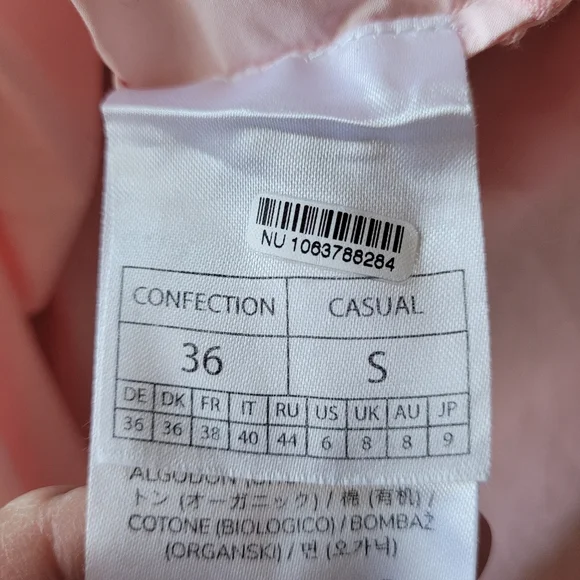 NU 1063788284
CONFECTION CASUAL
36 S
DE DK FR IT RU US UK AU JP
36 36 38 40 44 6 8 8 9
ALGODÓN
トン (オーガニック) / 棉 (有机) /
COTONE (BIOLOGICO) / BOMBAŽ
(ORGANSKI) / 면 (오가닉)